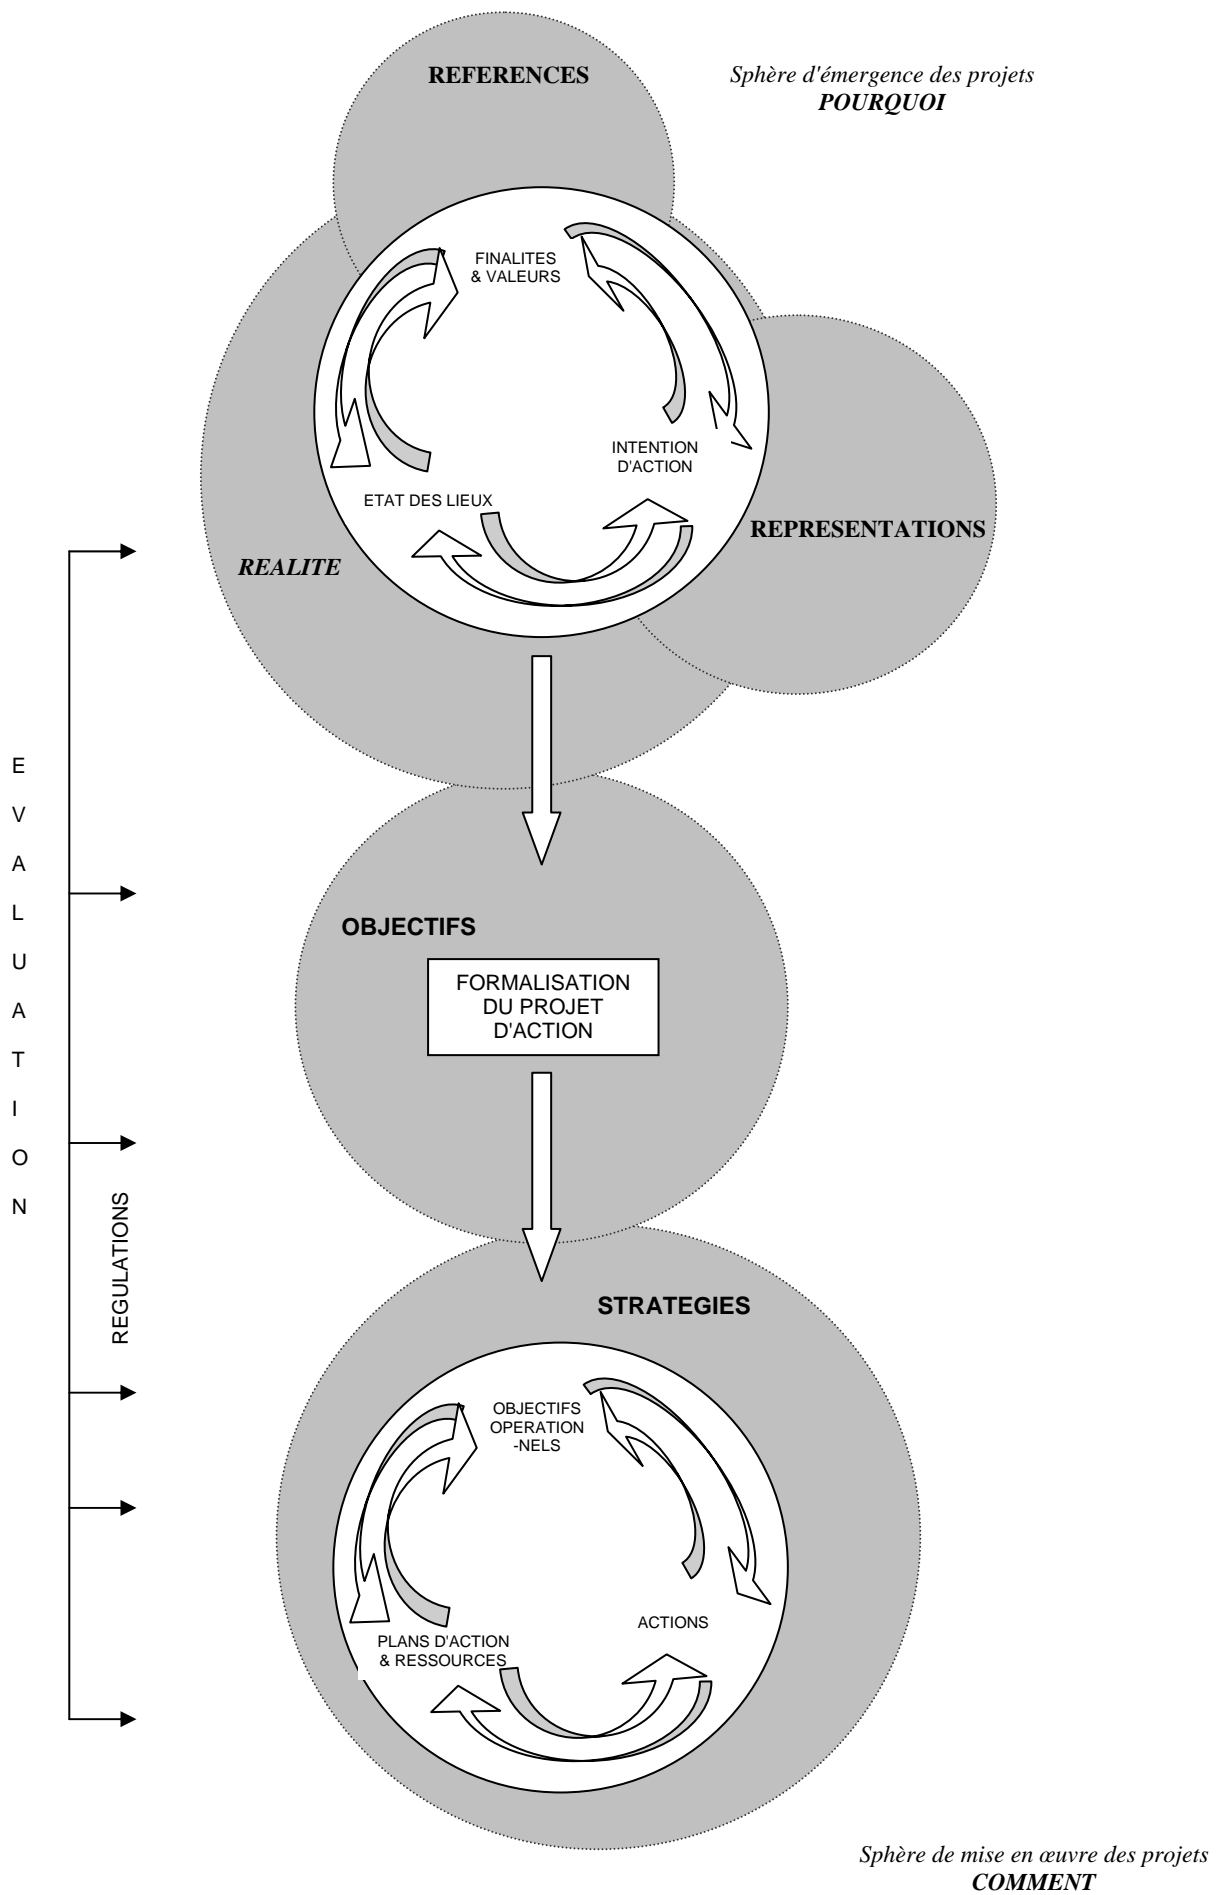 REFERENCES
Sphère d'émergence des projets
POURQUOI
FINALITES
& VALEURS
INTENTION
D'ACTION
ETAT DES LIEUX
REPRESENTATIONS
REALITE
EVALUATION
OBJECTIFS
FORMALISATION
DU PROJET
D'ACTION
REGULATIONS
STRATEGIES
OBJECTIFS
OPERATION
-NELS
ACTIONS
PLANS D'ACTION
& RESSOURCES
Sphère de mise en œuvre des projets
COMMENT